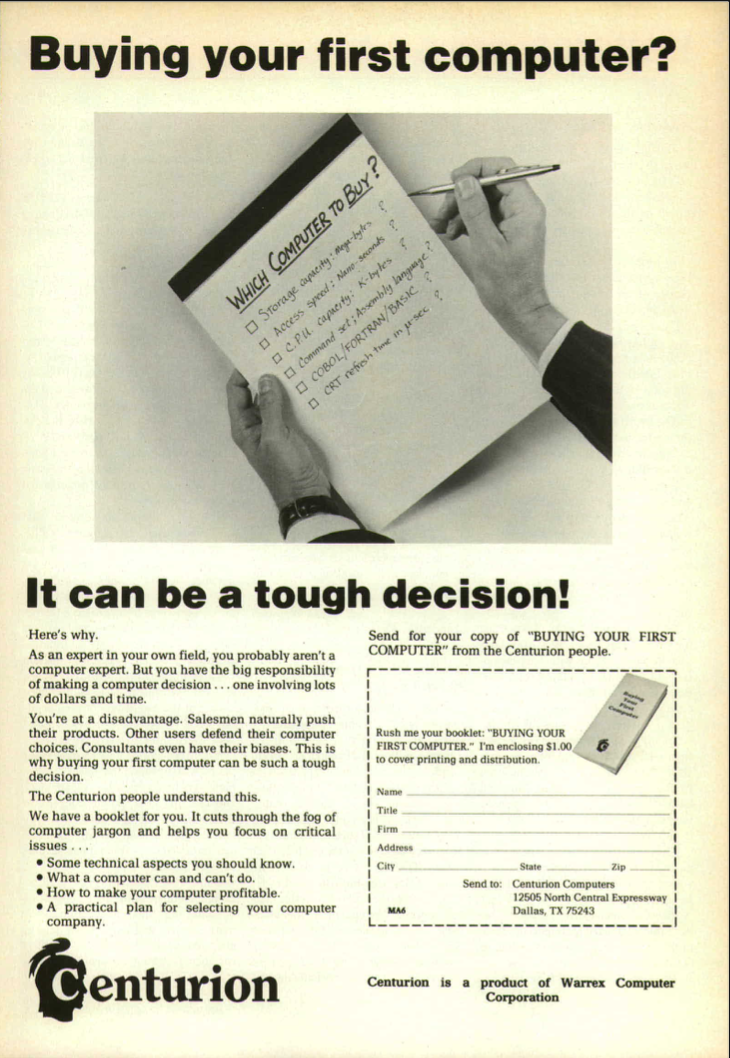 Buying your first computer?
WHICH COMPUTER TO BUY?
☐ Storage capacity: Mega-bytes ?
☐ Access speed; Nano-seconds ?
☐ C.P.U. capacity: K-bytes ?
☐ Command set; Assembly language?
☐ COBOL/FORTRAN/BASIC ?
☐ CRT refresh time in µ-sec ?
It can be a tough decision!
Here's why.
As an expert in your own field, you probably aren't a
computer expert. But you have the big responsibility
of making a computer decision . . . one involving lots
of dollars and time.
You're at a disadvantage. Salesmen naturally push
their products. Other users defend their computer
choices. Consultants even have their biases. This is
why buying your first computer can be such a tough
decision.
The Centurion people understand this.
We have a booklet for you. It cuts through the fog of
computer jargon and helps you focus on critical
issues . . .
• Some technical aspects you should know.
• What a computer can and can't do.
• How to make your computer profitable.
• A practical plan for selecting your computer
company.
Centurion
Send for your copy of "BUYING YOUR FIRST
COMPUTER" from the Centurion people.
Buying
Your
First
Computer
Rush me your booklet: "BUYING YOUR
FIRST COMPUTER." I'm enclosing $1.00
to cover printing and distribution.
Name
Title
Firm
Address
City State Zip
Send to: Centurion Computers
12505 North Central Expressway
MA6 Dallas, TX 75243
Centurion is a product of Warrex Computer
Corporation